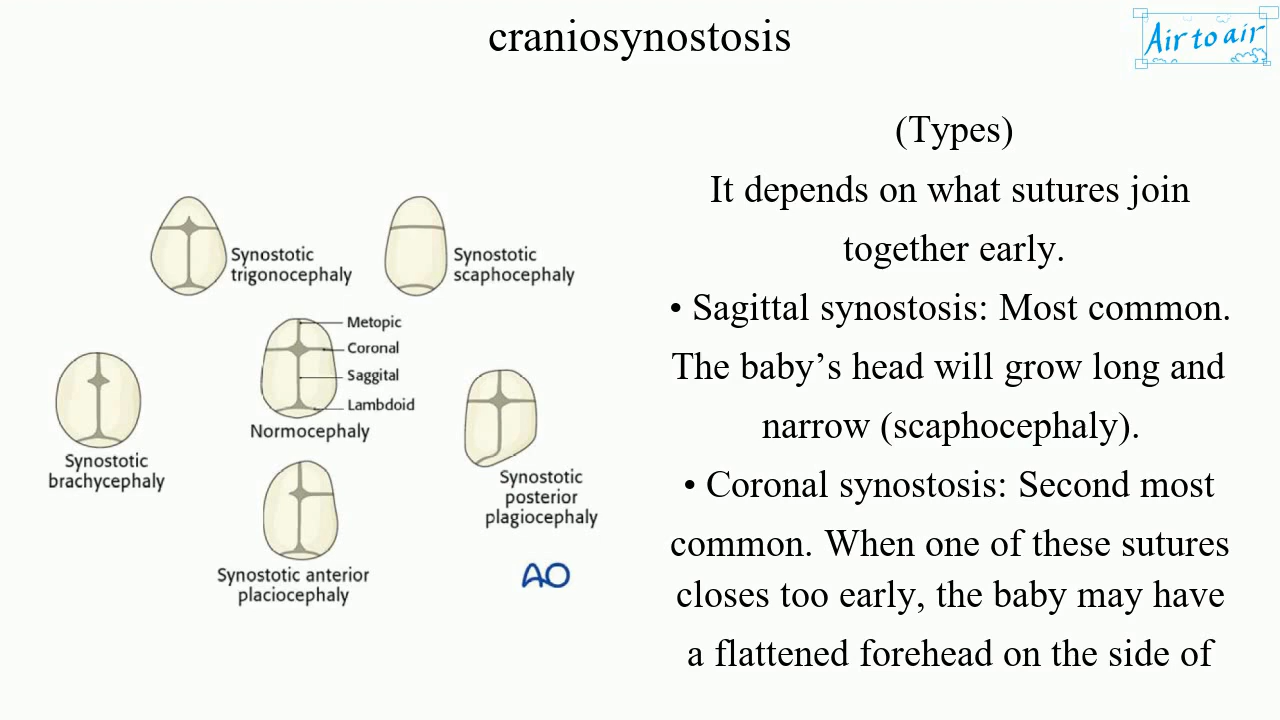 craniosynostosis
Air to air
(Types)
It depends on what sutures join
together early.
• Sagittal synostosis: Most common.
The baby’s head will grow long and
narrow (scaphocephaly).
• Coronal synostosis: Second most
common. When one of these sutures
closes too early, the baby may have
a flattened forehead on the side of
Synostotic
trigonocephaly
Synostotic
scaphocephaly
Metopic
Coronal
Saggital
Lambdoid
Normocephaly
Synostotic
brachycephaly
Synostotic
posterior
plagiocephaly
Synostotic anterior
placiocephaly
AO